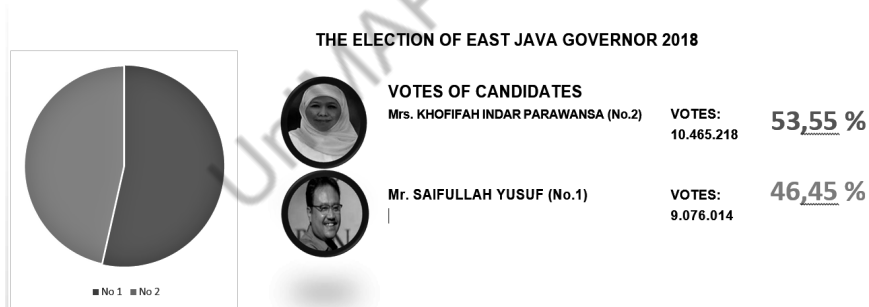 THE ELECTION OF EAST JAVA GOVERNOR 2018
VOTES OF CANDIDATES
Mrs. KHOFIFAH INDAR PARAWANSA (No.2)
VOTES:
10.465.218
53,55 %
Mr. SAIFULLAH YUSUF (No.1)
VOTES:
9.076.014
46,45 %
No 1 No 2